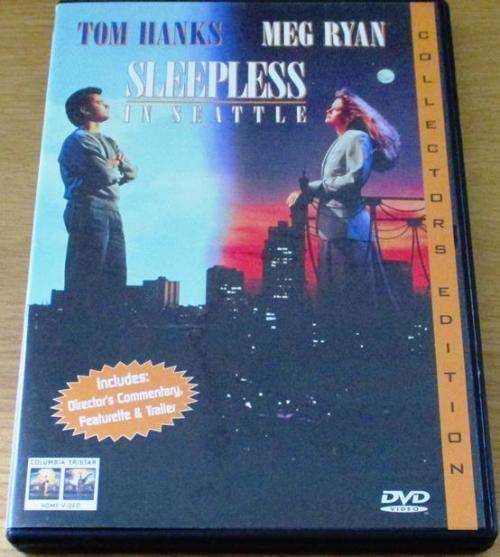 TOM HANKS MEG RYAN
SLEEPLESS
IN SEATTLE
COLLECTORS EDITION
Includes:
Director's Commentary,
Featurette & Trailer
COLUMBIA TRISTAR
HOME VIDEO
DVD
VIDEO